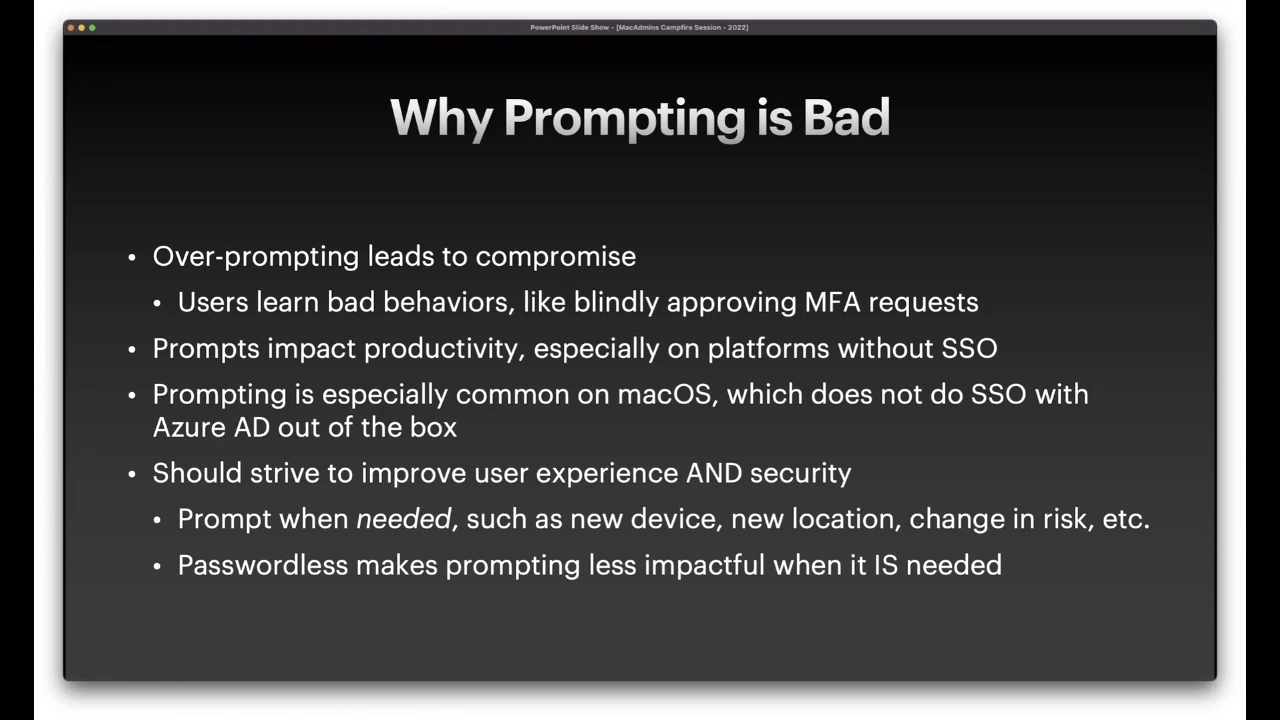 PowerPoint Slide Show - [MacAdmins Campfire Session - 2022]
Why Prompting is Bad
• Over-prompting leads to compromise
• Users learn bad behaviors, like blindly approving MFA requests
• Prompts impact productivity, especially on platforms without SSO
• Prompting is especially common on macOS, which does not do SSO with
Azure AD out of the box
• Should strive to improve user experience AND security
• Prompt when needed, such as new device, new location, change in risk, etc.
• Passwordless makes prompting less impactful when it IS needed